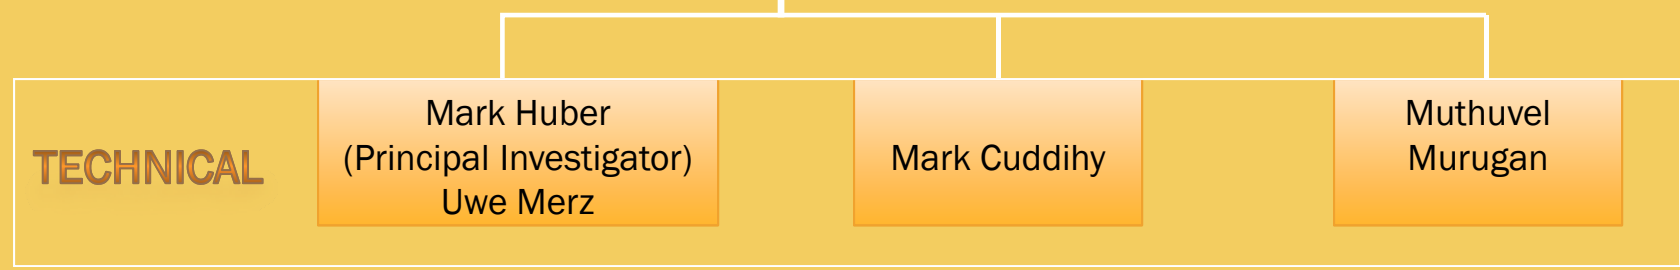 TECHNICAL
Mark Huber
(Principal Investigator)
Uwe Merz
Mark Cuddihy
Muthuvel
Murugan